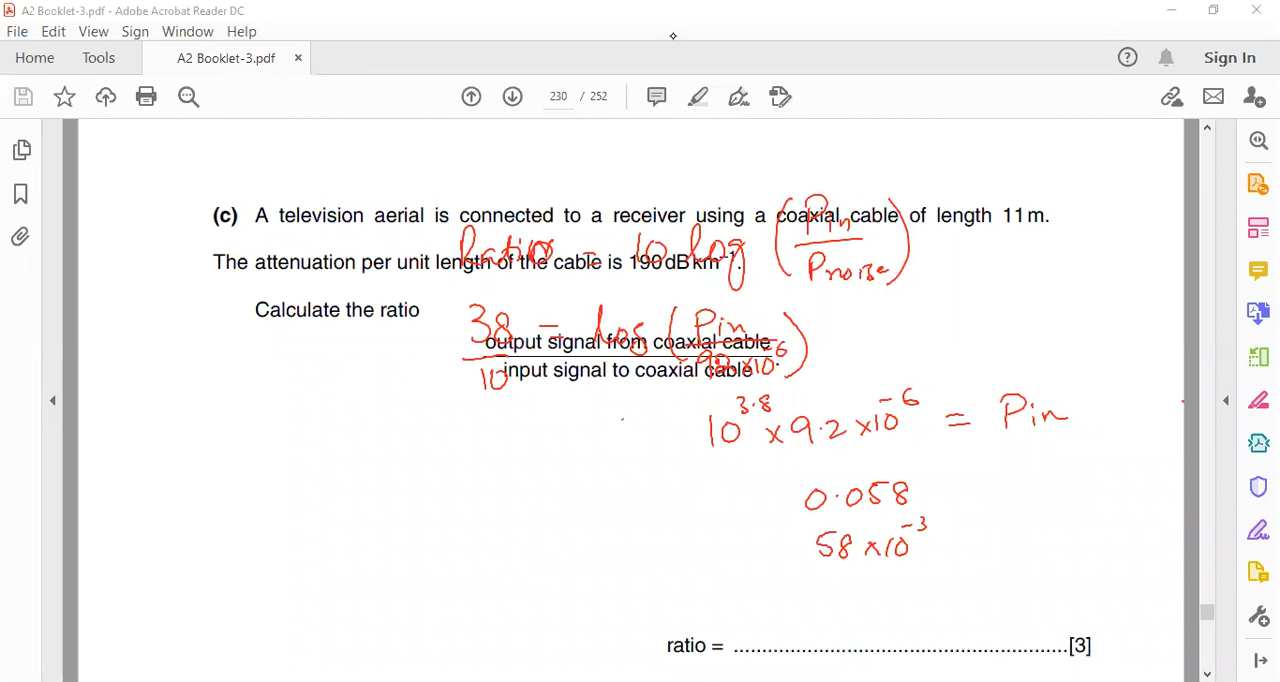 A2 Booklet-3.pdf - Adobe Acrobat Reader DC
File Edit View Sign Window Help
Home Tools A2 Booklet-3.pdf × Sign In
230 / 252
(c) A television aerial is connected to a receiver using a coaxial cable of length 11 m.
Ratio = 10 log (Pin / Pnoise)
The attenuation per unit length of the cable is 190 dB km⁻¹.
Calculate the ratio
38 / 10 = log (Pin / 9.2 × 10⁻⁶)
output signal from coaxial cable
input signal to coaxial cable .
10³·⁸ × 9.2 × 10⁻⁶ = Pin
0.058
58 × 10⁻³
ratio = ..........................................................[3]